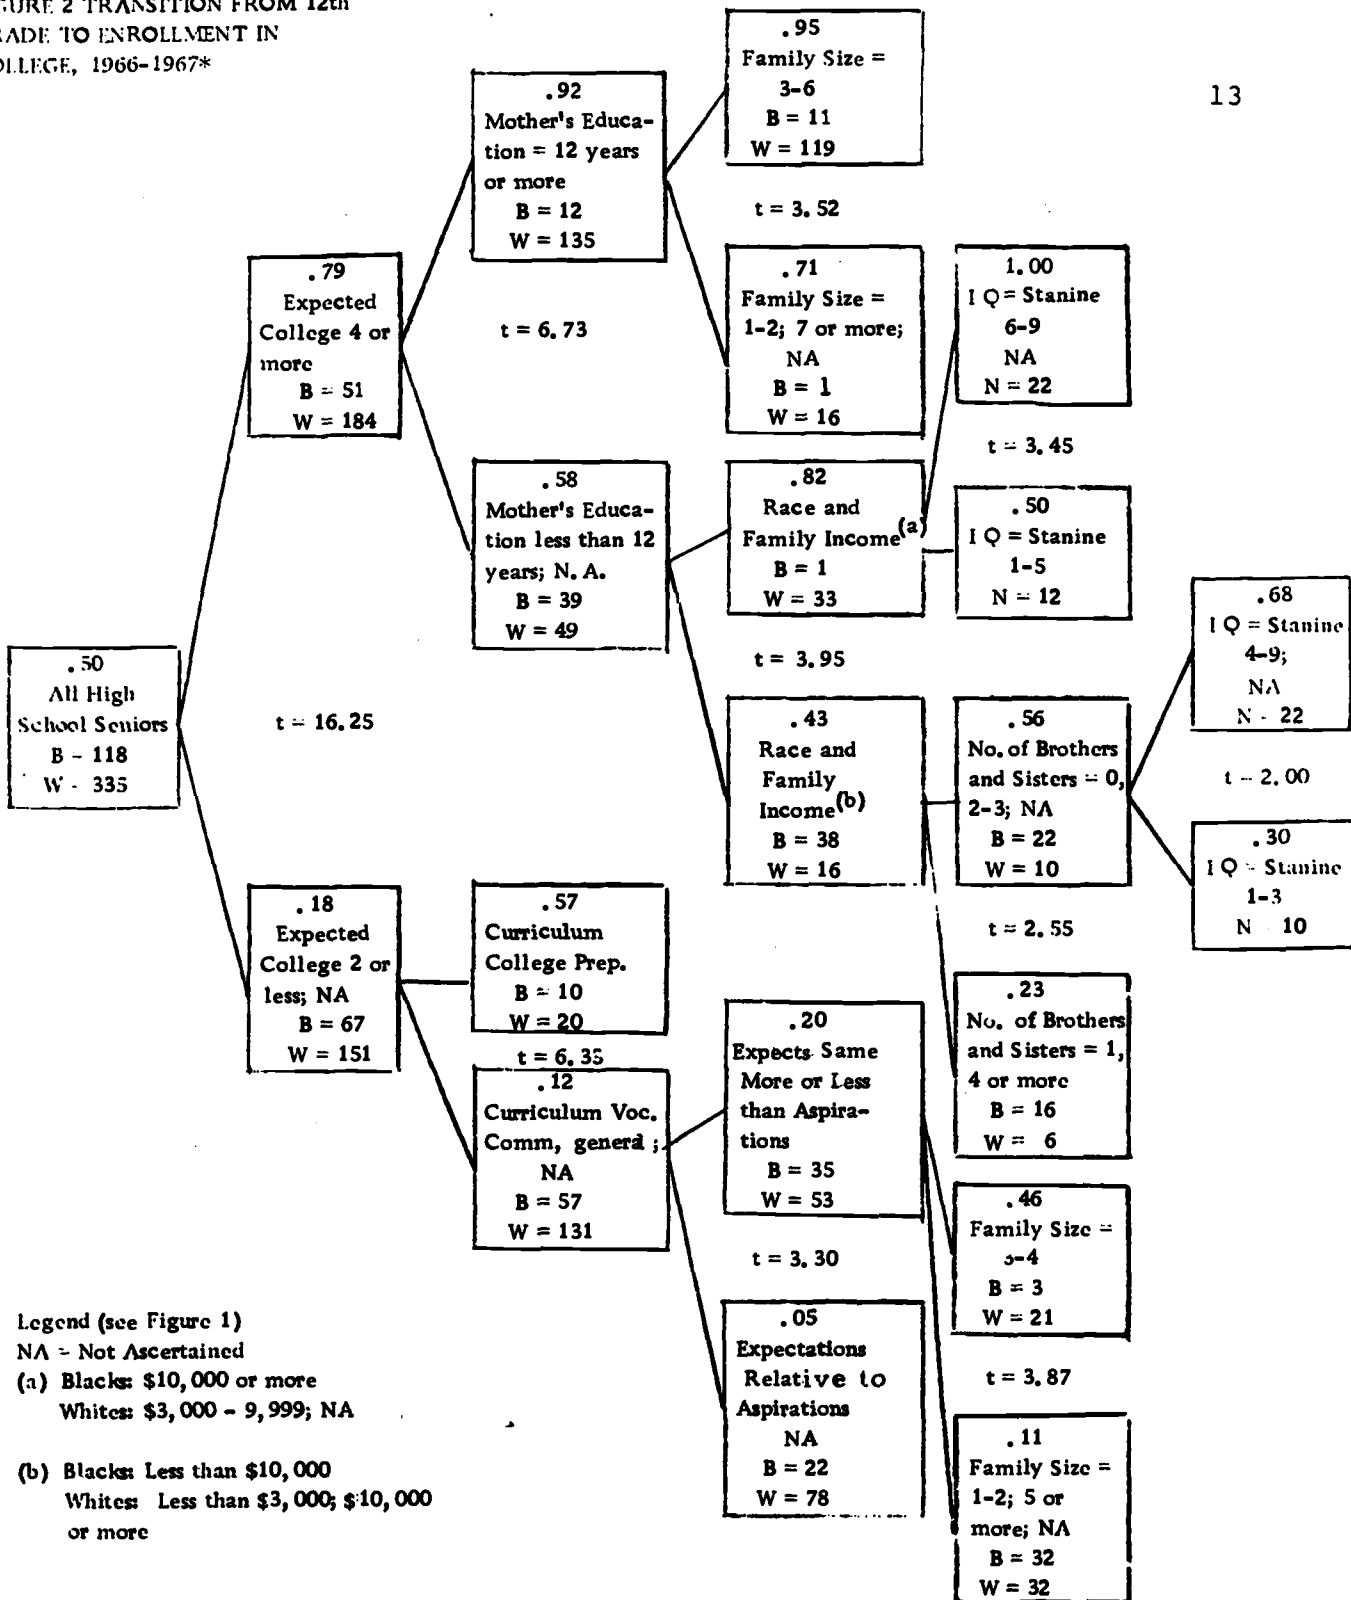 GURE 2 TRANSITION FROM 12th
RADE TO ENROLLMENT IN
OLLEGE, 1966-1967*
13
.50
All High
School Seniors
B - 118
W - 335
t = 16.25
.79
Expected
College 4 or
more
B = 51
W = 184
.18
Expected
College 2 or
less; NA
B = 67
W = 151
.92
Mother's Educa-
tion = 12 years
or more
B = 12
W = 135
t = 6.73
.58
Mother's Educa-
tion less than 12
years; N. A.
B = 39
W = 49
.57
Curriculum
College Prep.
B = 10
W = 20
t = 6.35
.12
Curriculum Voc.
Comm, general ;
NA
B = 57
W = 131
.95
Family Size =
3-6
B = 11
W = 119
t = 3.52
.71
Family Size =
1-2; 7 or more;
NA
B = 1
W = 16
.82
Race and
Family Income(a)
B = 1
W = 33
t = 3.95
.43
Race and
Family
Income(b)
B = 38
W = 16
.20
Expects Same
More or Less
than Aspira-
tions
B = 35
W = 53
t = 3.30
.05
Expectations
Relative to
Aspirations
NA
B = 22
W = 78
1.00
I Q = Stanine
6-9
NA
N = 22
t = 3.45
.50
I Q = Stanine
1-5
N = 12
.56
No. of Brothers
and Sisters = 0,
2-3; NA
B = 22
W = 10
t = 2.55
.23
No. of Brothers
and Sisters = 1,
4 or more
B = 16
W = 6
.46
Family Size =
3-4
B = 3
W = 21
t = 3.87
.11
Family Size =
1-2; 5 or
more; NA
B = 32
W = 32
.68
I Q = Stanine
4-9;
NA
N - 22
t - 2.00
.30
I Q - Stanine
1-3
N 10
Legend (see Figure 1)
NA - Not Ascertained
(a) Blacks: $10,000 or more
Whites: $3,000 - 9,999; NA
(b) Blacks: Less than $10,000
Whites: Less than $3,000; $10,000
or more